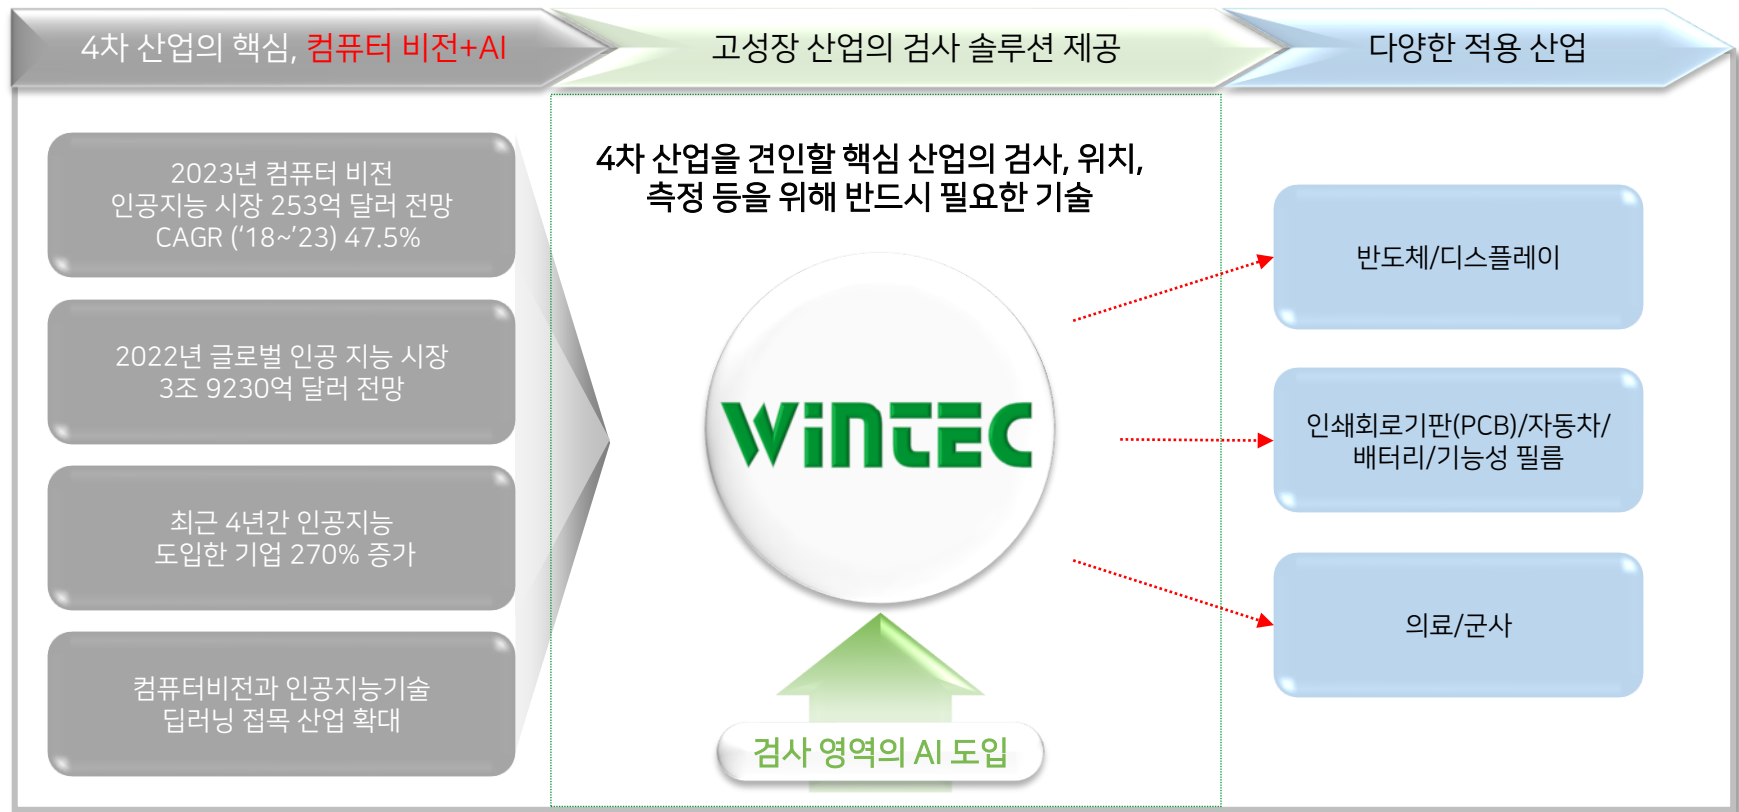 4차 산업의 핵심, 컴퓨터 비전+AI
고성장 산업의 검사 솔루션 제공
다양한 적용 산업
2023년 컴퓨터 비전
인공지능 시장 253억 달러 전망
CAGR (‘18~’23) 47.5%
2022년 글로벌 인공 지능 시장
3조 9230억 달러 전망
최근 4년간 인공지능
도입한 기업 270% 증가
컴퓨터비전과 인공지능기술
딥러닝 접목 산업 확대
4차 산업을 견인할 핵심 산업의 검사, 위치,
측정 등을 위해 반드시 필요한 기술
WiNTEC
검사 영역의 AI 도입
반도체/디스플레이
인쇄회로기판(PCB)/자동차/
배터리/기능성 필름
의료/군사